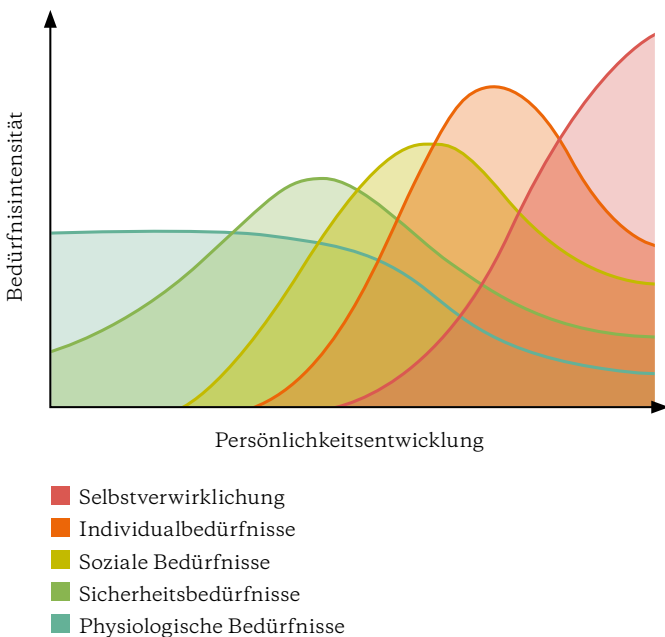 Bedürfnisintensität
Persönlichkeitsentwicklung
Selbstverwirklichung
Individualbedürfnisse
Soziale Bedürfnisse
Sicherheitsbedürfnisse
Physiologische Bedürfnisse